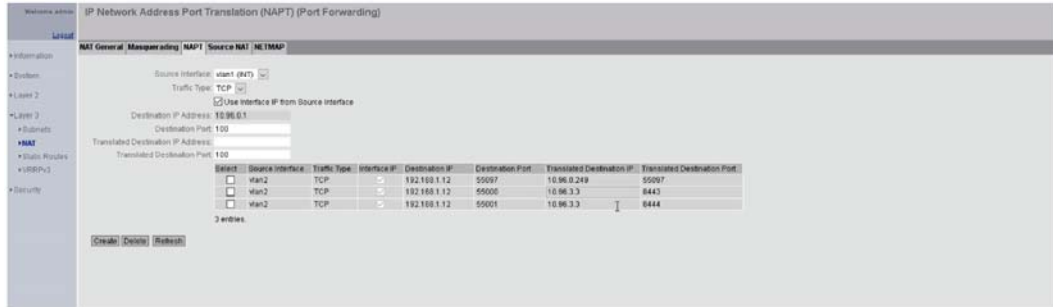 Welcome admin
IP Network Address Port Translation (NAPT) (Port Forwarding)
Logout
NAT General Masquerading NAPT Source NAT NETMAP
Information
System
Layer 2
Layer 3
Subnets
NAT
Static Routes
VRRPv3
Security
Source Interface: vlan1 (INT)
Traffic Type: TCP
Use Interface IP from Source Interface
Destination IP Address: 10.96.0.1
Destination Port: 100
Translated Destination IP Address:
Translated Destination Port: 100
Select Source Interface Traffic Type Interface IP Destination IP Destination Port Translated Destination IP Translated Destination Port
vlan2 TCP 192.168.1.12 55097 10.96.0.249 55097
vlan2 TCP 192.168.1.12 55000 10.96.3.3 8443
vlan2 TCP 192.168.1.12 55001 10.96.3.3 8444
3 entries.
Create Delete Refresh